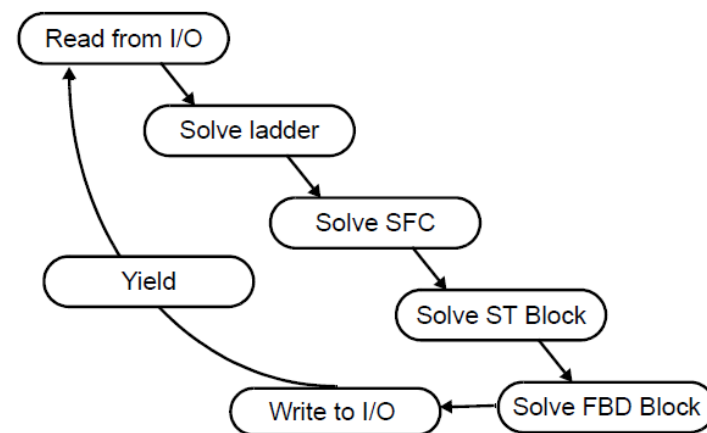 Read from I/O
Solve ladder
Solve SFC
Yield
Solve ST Block
Write to I/O
Solve FBD Block